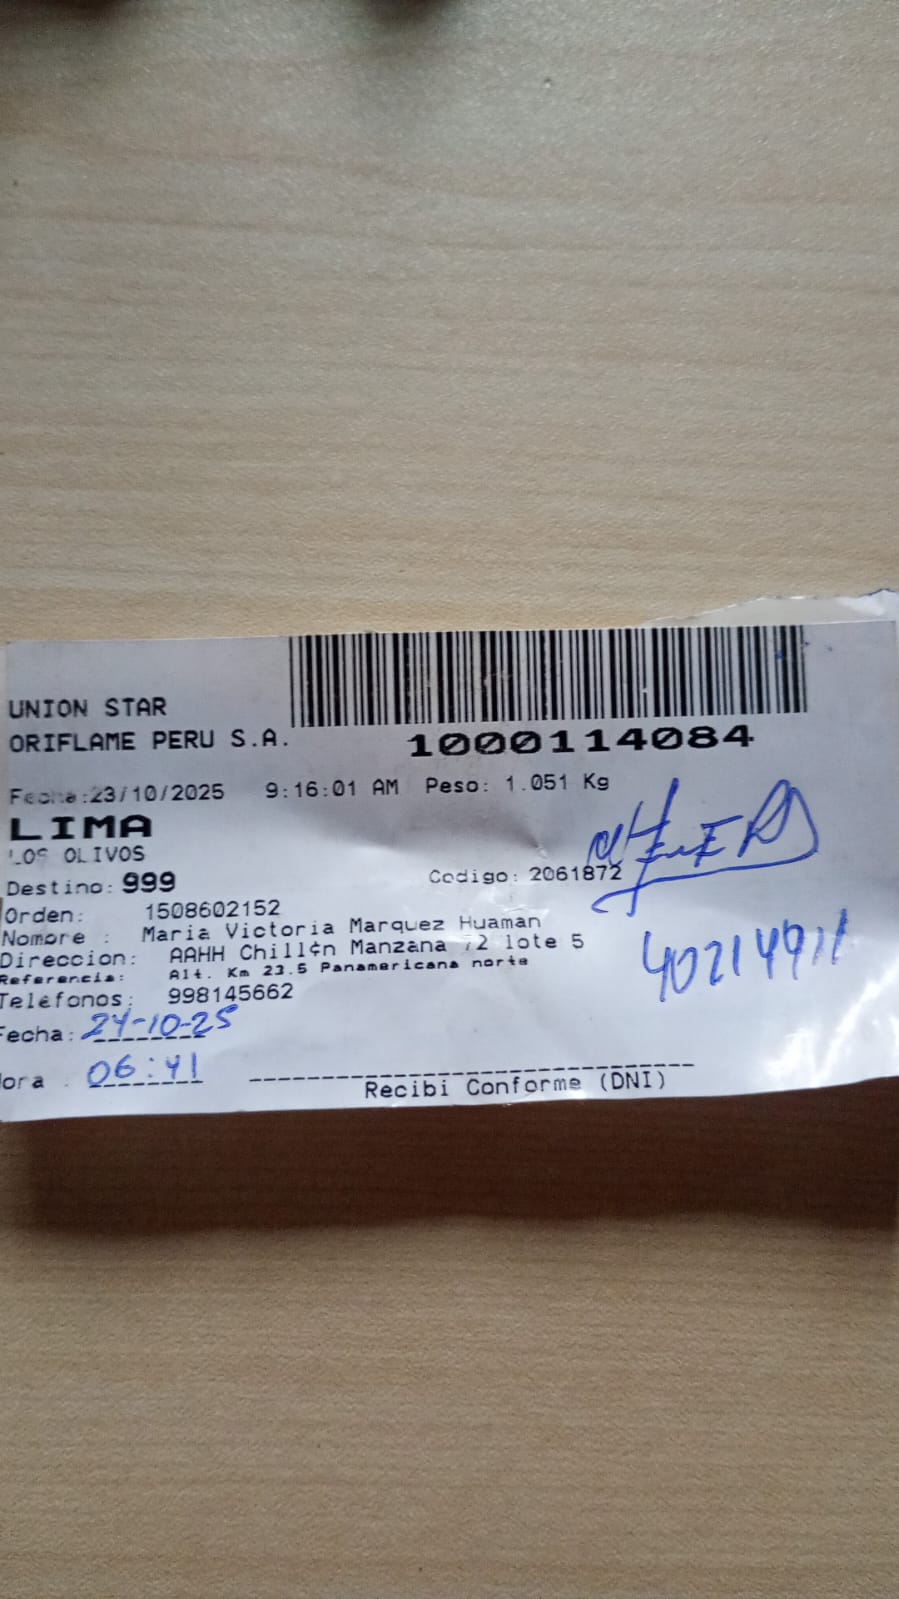 UNION STAR
ORIFLAME PERU S.A.
1000114084
Fecha:23/10/2025 9:16:01 AM Peso: 1.051 Kg
LIMA
LOS OLIVOS
Destino: 999 Codigo: 2061872
Orden: 1508602152
Nombre : Maria Victoria Marquez Huaman
Direccion: AAHH Chill¢n Manzana 72 lote 5
Referencia: Alt. Km 23.5 Panamericana norte
Teléfonos: 998145662
Fecha: 24-10-25
Hora : 06:41
Recibi Conforme (DNI)